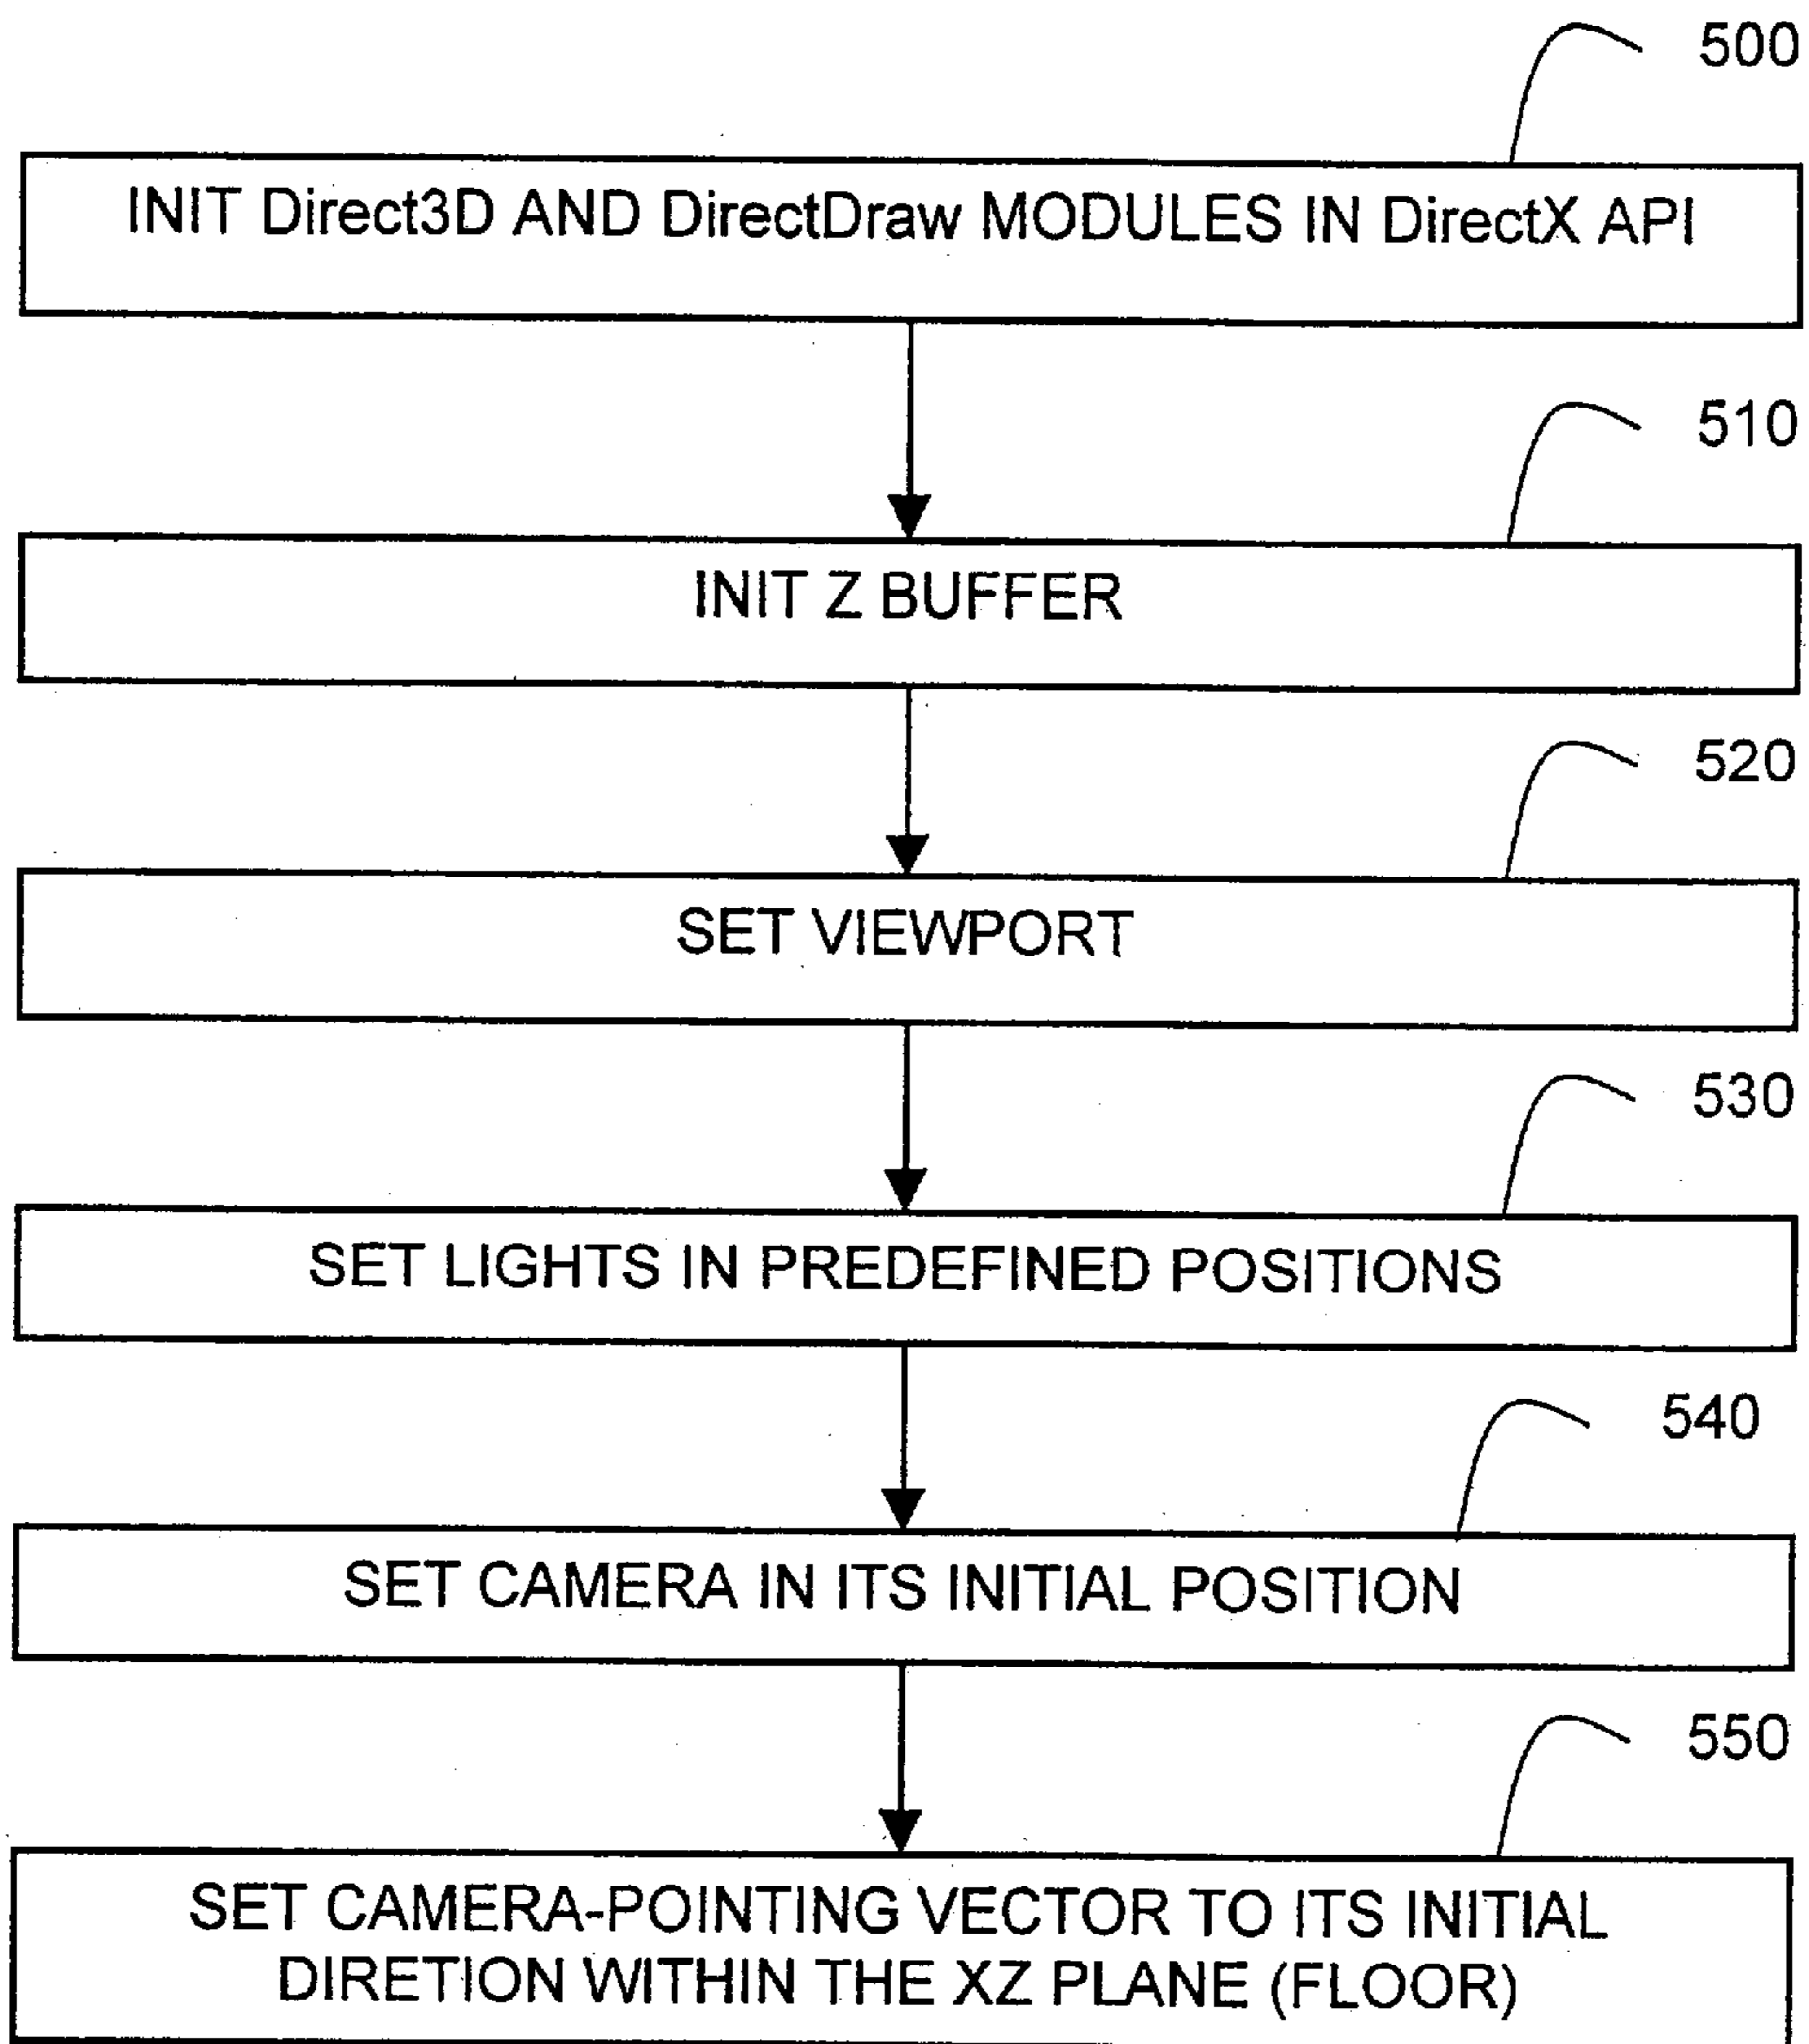 500
INIT Direct3D AND DirectDraw MODULES IN DirectX API
510
INIT Z BUFFER
520
SET VIEWPORT
530
SET LIGHTS IN PREDEFINED POSITIONS
540
SET CAMERA IN ITS INITIAL POSITION
550
SET CAMERA-POINTING VECTOR TO ITS INITIAL
DIRETION WITHIN THE XZ PLANE (FLOOR)